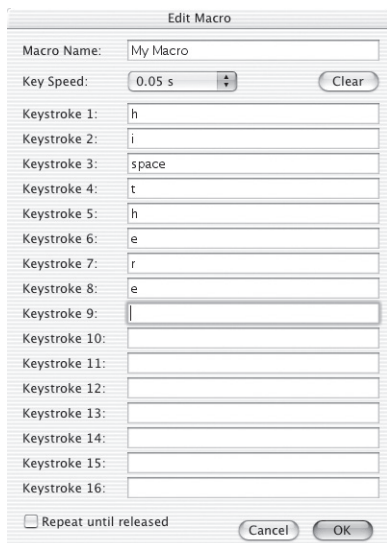 Edit Macro
Macro Name: My Macro
Key Speed: 0.05 s Clear
Keystroke 1: h
Keystroke 2: i
Keystroke 3: space
Keystroke 4: t
Keystroke 5: h
Keystroke 6: e
Keystroke 7: r
Keystroke 8: e
Keystroke 9:
Keystroke 10:
Keystroke 11:
Keystroke 12:
Keystroke 13:
Keystroke 14:
Keystroke 15:
Keystroke 16:
Repeat until released
Cancel OK